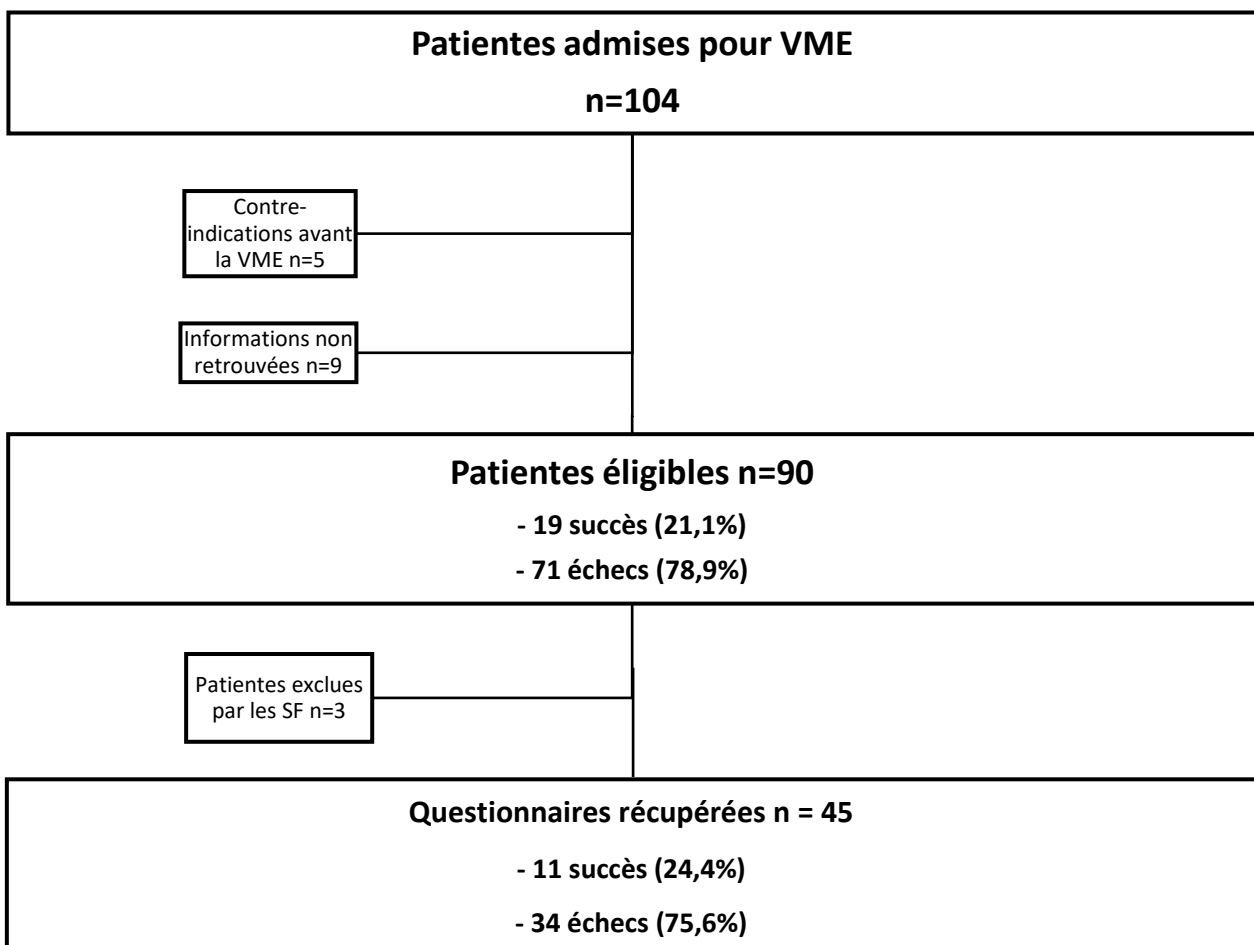 Patientes admises pour VME
n=104
Contre-
indications avant
la VME n=5
Informations non
retrouvées n=9
Patientes éligibles n=90
- 19 succès (21,1%)
- 71 échecs (78,9%)
Patientes exclues
par les SF n=3
Questionnaires récupérées n = 45
- 11 succès (24,4%)
- 34 échecs (75,6%)